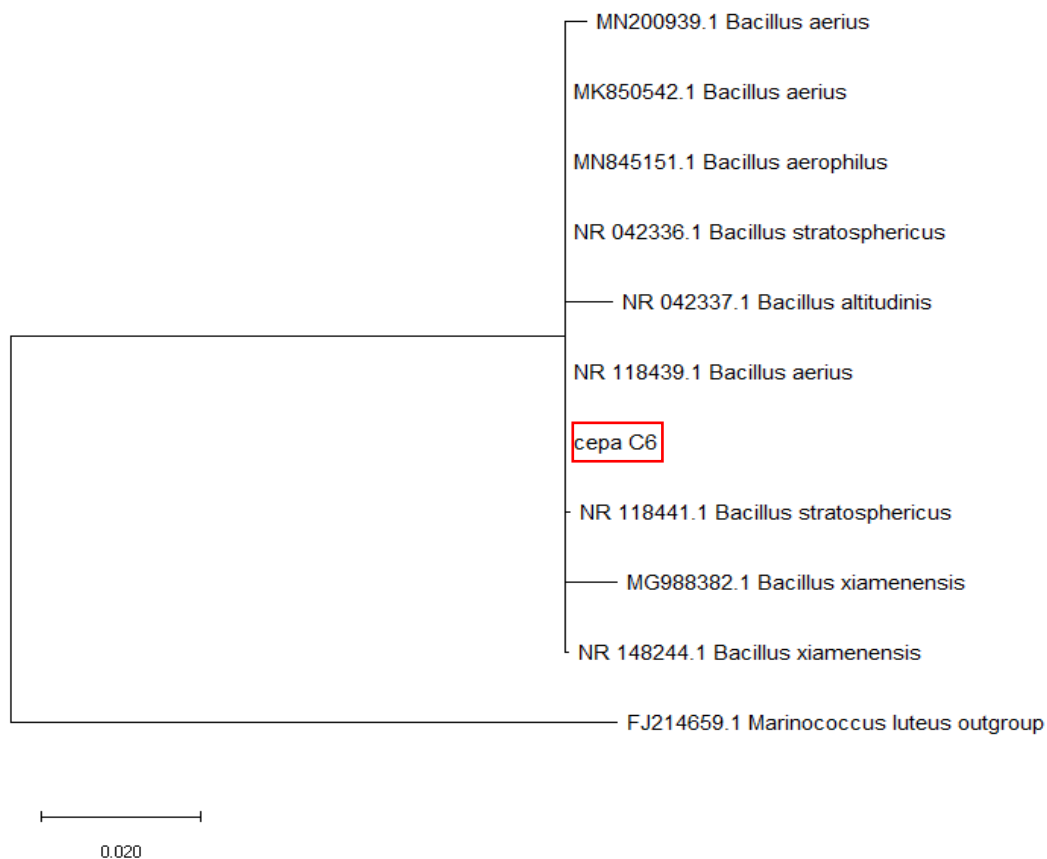 MN200939.1 Bacillus aerius
MK850542.1 Bacillus aerius
MN845151.1 Bacillus aerophilus
NR 042336.1 Bacillus stratosphericus
NR 042337.1 Bacillus altitudinis
NR 118439.1 Bacillus aerius
cepa C6
NR 118441.1 Bacillus stratosphericus
MG988382.1 Bacillus xiamenensis
NR 148244.1 Bacillus xiamenensis
FJ214659.1 Marinococcus luteus outgroup
0.020